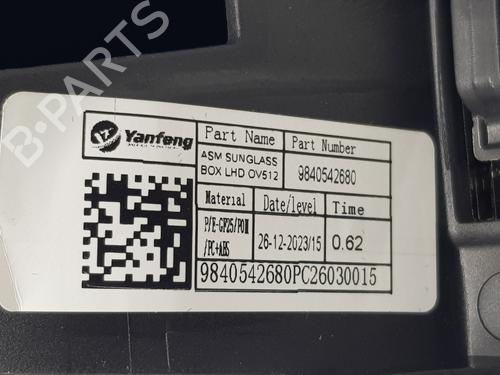 B-PARTS
Yanfeng
Part Name
Part Number
ASM SUNGLASS
BOX LHD OV512
9840542680
Material
Date/level
Time
P/E-GF25/POM
/PC+ABS
26-12-2023/15
0.62
9840542680PC26030015